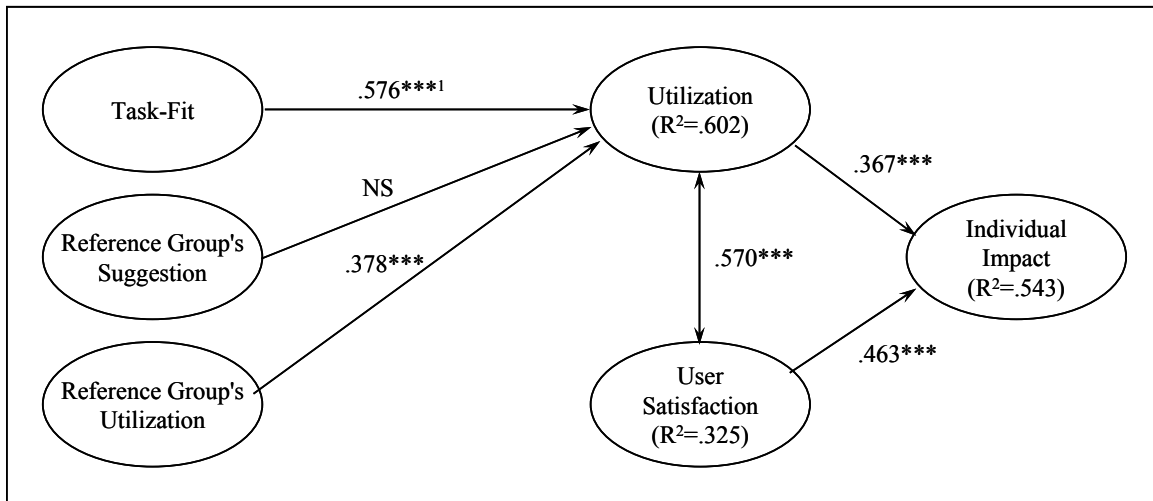 Task-Fit
.576***¹
Utilization
(R²=.602)
NS
.367***
Reference Group's
Suggestion
.378***
.570***
Individual
Impact
(R²=.543)
.463***
Reference Group's
Utilization
User
Satisfaction
(R²=.325)